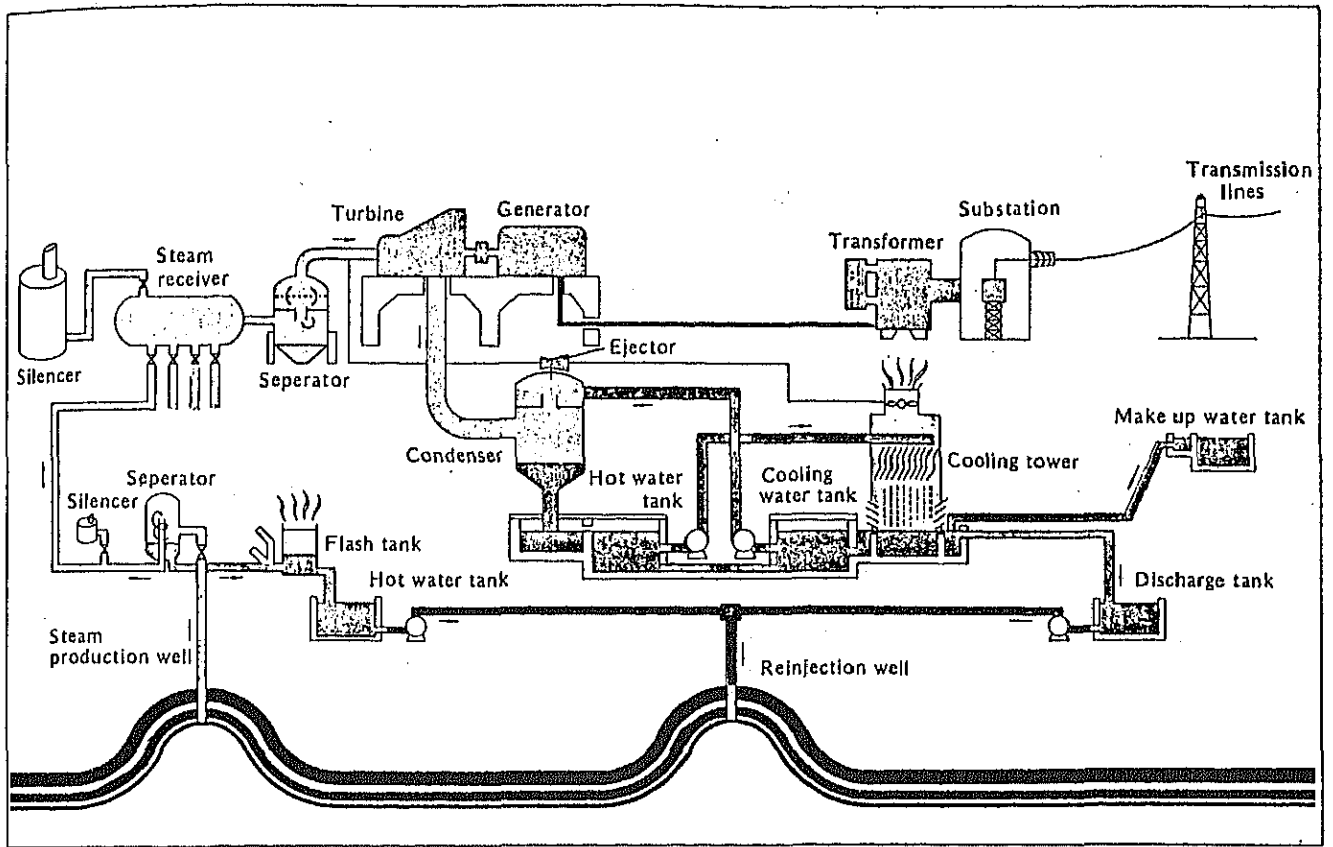 Transmission
lines
Turbine
Generator
Substation
Transformer
Steam
receiver
Silencer
Seperator
Ejector
Make up water tank
Condenser
Hot water
tank
Cooling
water tank
Cooling tower
Seperator
Silencer
Flash tank
Hot water tank
Discharge tank
Steam
production well
Reinjection well